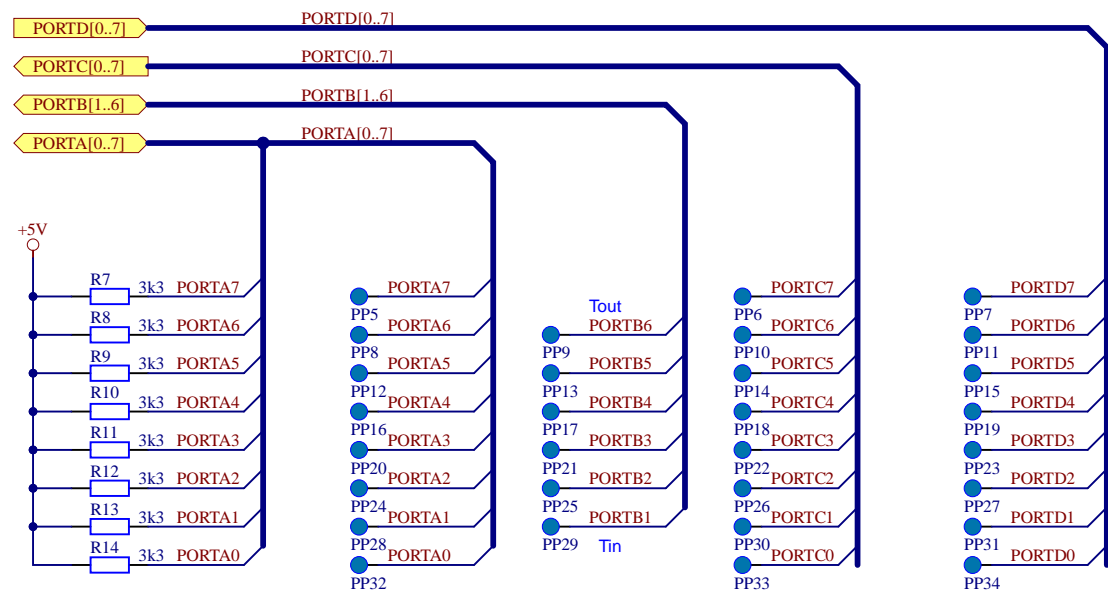 PORTD[0..7] PORTD[0..7]
PORTC[0..7] PORTC[0..7]
PORTB[1..6] PORTB[1..6]
PORTA[0..7] PORTA[0..7]
+5V
R7 3k3 PORTA7
R8 3k3 PORTA6
R9 3k3 PORTA5
R10 3k3 PORTA4
R11 3k3 PORTA3
R12 3k3 PORTA2
R13 3k3 PORTA1
R14 3k3 PORTA0
PORTA7
PP5
PORTA6
PP8
PORTA5
PP12
PORTA4
PP16
PORTA3
PP20
PORTA2
PP24
PORTA1
PP28
PORTA0
PP32
Tout
PORTB6
PP9
PORTB5
PP13
PORTB4
PP17
PORTB3
PP21
PORTB2
PP25
PORTB1
PP29
Tin
PORTC7
PP6
PORTC6
PP10
PORTC5
PP14
PORTC4
PP18
PORTC3
PP22
PORTC2
PP26
PORTC1
PP30
PORTC0
PP33
PORTD7
PP7
PORTD6
PP11
PORTD5
PP15
PORTD4
PP19
PORTD3
PP23
PORTD2
PP27
PORTD1
PP31
PORTD0
PP34